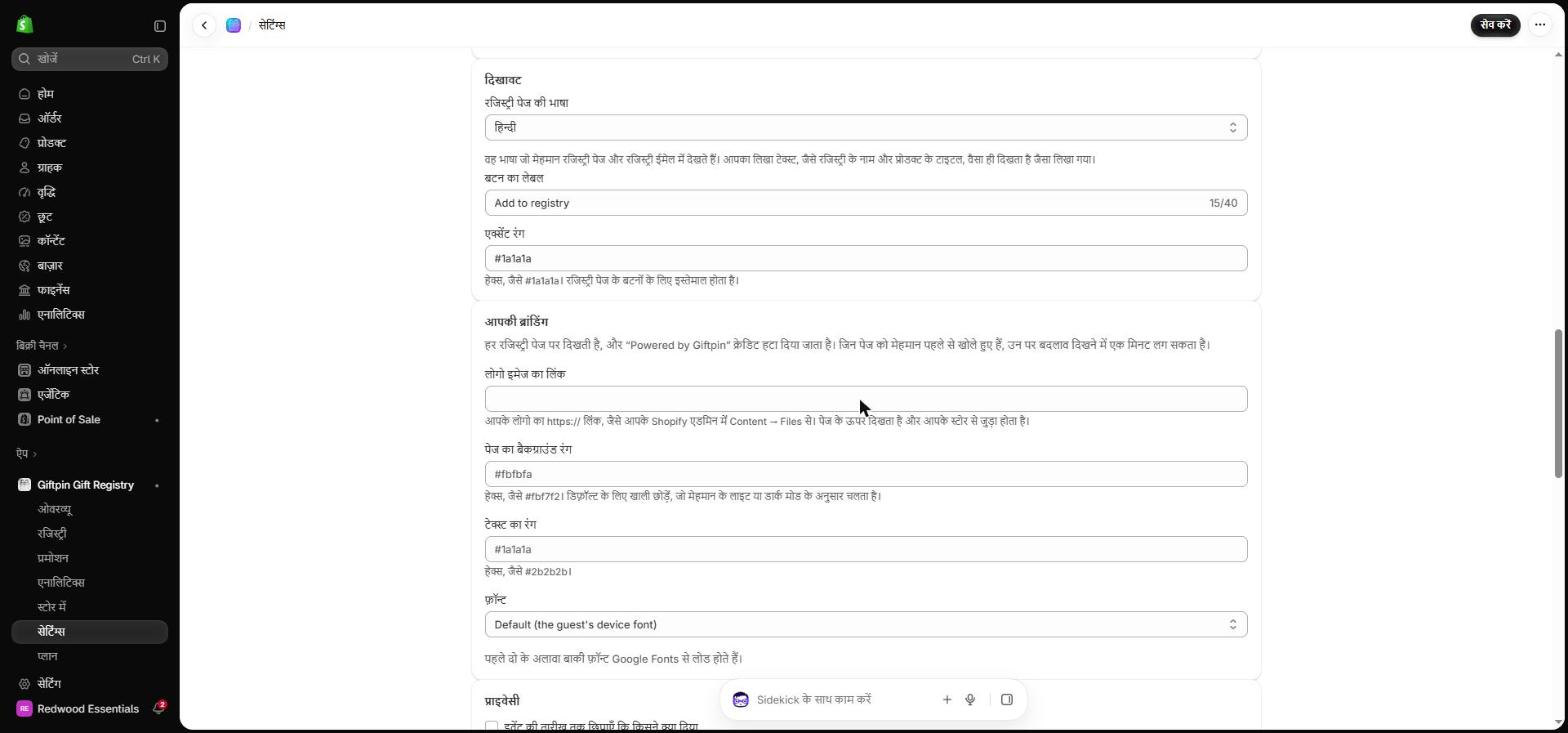 सेटिंग्स
सेव करें
खोजें
Ctrl K
होम
ऑर्डर
प्रोडक्ट
ग्राहक
वृद्धि
छूट
कॉन्टेंट
बाज़ार
फाइनेंस
एनालिटिक्स
बिक्री चैनल
ऑनलाइन स्टोर
एजेंटिक
Point of Sale
ऐप
Giftpin Gift Registry
ओवरव्यू
रजिस्ट्री
प्रमोशन
एनालिटिक्स
स्टोर में
सेटिंग्स
प्लान
सेटिंग
RE Redwood Essentials 2
दिखावट
रजिस्ट्री पेज की भाषा
हिन्दी
वह भाषा जो मेहमान रजिस्ट्री पेज और रजिस्ट्री ईमेल में देखते हैं। आपका लिखा टेक्स्ट, जैसे रजिस्ट्री के नाम और प्रोडक्ट के टाइटल, वैसा ही दिखता है जैसा लिखा गया।
बटन का लेबल
Add to registry 15/40
एक्सेंट रंग
#1a1a1a
हेक्स, जैसे #1a1a1a। रजिस्ट्री पेज के बटनों के लिए इस्तेमाल होता है।
आपकी ब्रांडिंग
हर रजिस्ट्री पेज पर दिखती है, और “Powered by Giftpin” क्रेडिट हटा दिया जाता है। जिन पेज को मेहमान पहले से खोले हुए हैं, उन पर बदलाव दिखने में एक मिनट लग सकता है।
लोगो इमेज का लिंक
आपके लोगो का https:// लिंक, जैसे आपके Shopify एडमिन में Content → Files से। पेज के ऊपर दिखता है और आपके स्टोर से जुड़ा होता है।
पेज का बैकग्राउंड रंग
#fbfbfa
हेक्स, जैसे #fbf7f2। डिफ़ॉल्ट के लिए खाली छोड़ें, जो मेहमान के लाइट या डार्क मोड के अनुसार चलता है।
टेक्स्ट का रंग
#1a1a1a
हेक्स, जैसे #2b2b2b।
फ़ॉन्ट
Default (the guest's device font)
पहले दो के अलावा बाकी फ़ॉन्ट Google Fonts से लोड होते हैं।
प्राइवेसी
इवेंट की तारीख तक छिपाएँ कि किसने क्या दिया
Sidekick के साथ काम करें